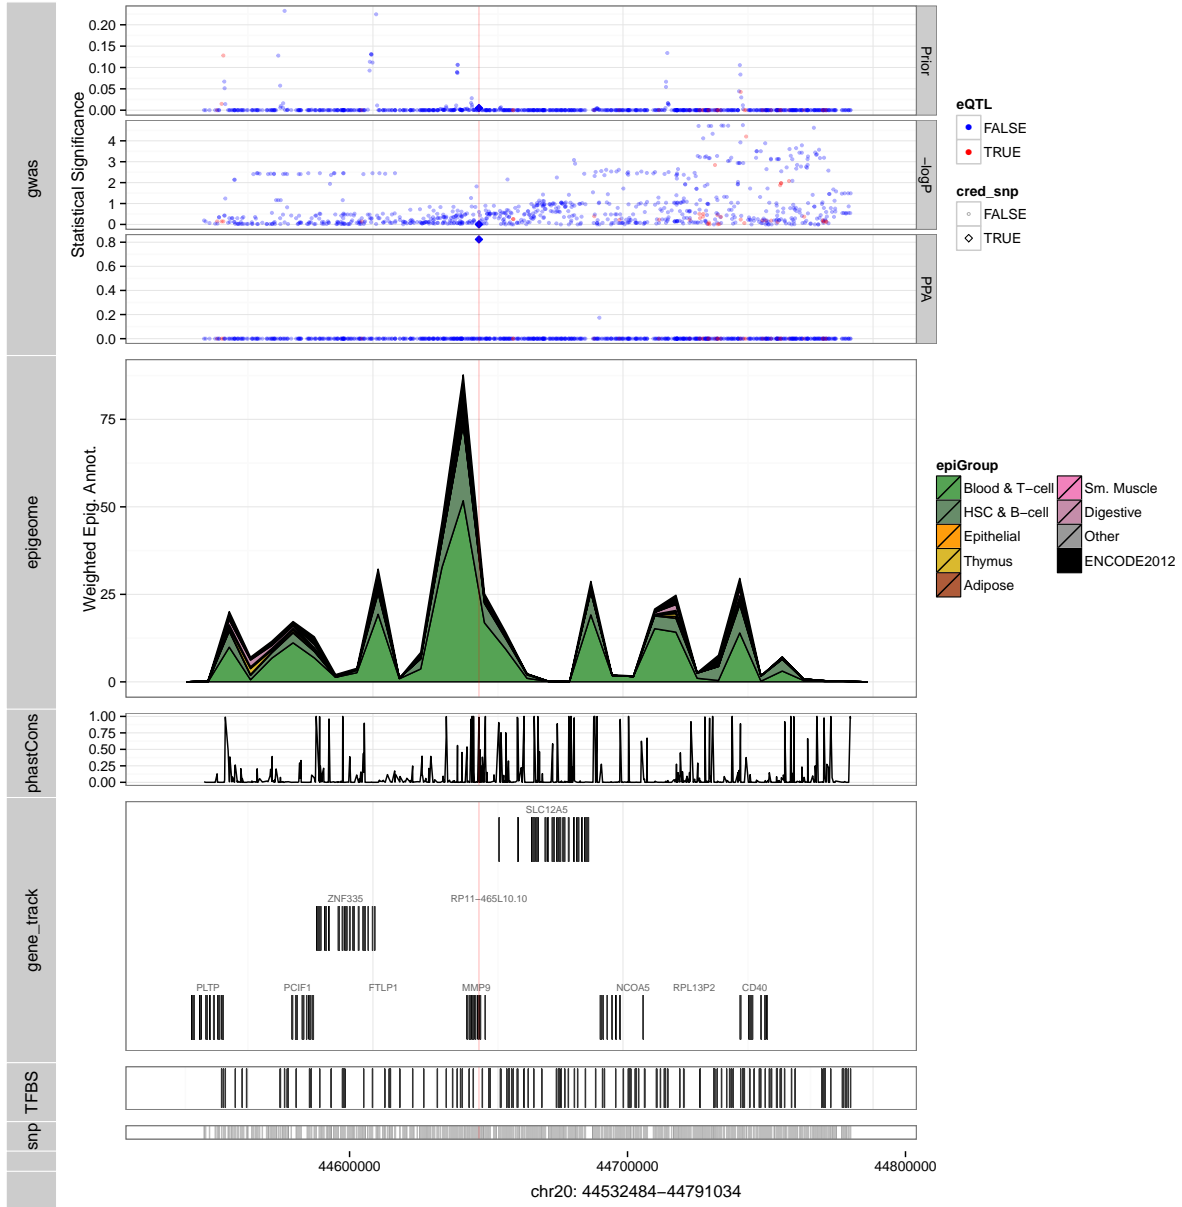 gwas
Statistical Significance
0.20
0.15
0.10
0.05
0.00
Prior
4
3
2
1
0
−logP
0.8
0.6
0.4
0.2
0.0
PPA
eQTL
FALSE
TRUE
cred_snp
FALSE
TRUE
epigeome
Weighted Epig. Annot.
75
50
25
0
epiGroup
Blood & T−cell
HSC & B−cell
Epithelial
Thymus
Adipose
Sm. Muscle
Digestive
Other
ENCODE2012
phastCons
1.00
0.75
0.50
0.25
0.00
gene_track
SLC12A5
ZNF335
RP11−465L10.10
PLTP
PCIF1
FTLP1
MMP9
NCOA5
RPL13P2
CD40
TFBS
snp
44600000
44700000
44800000
chr20: 44532484−44791034